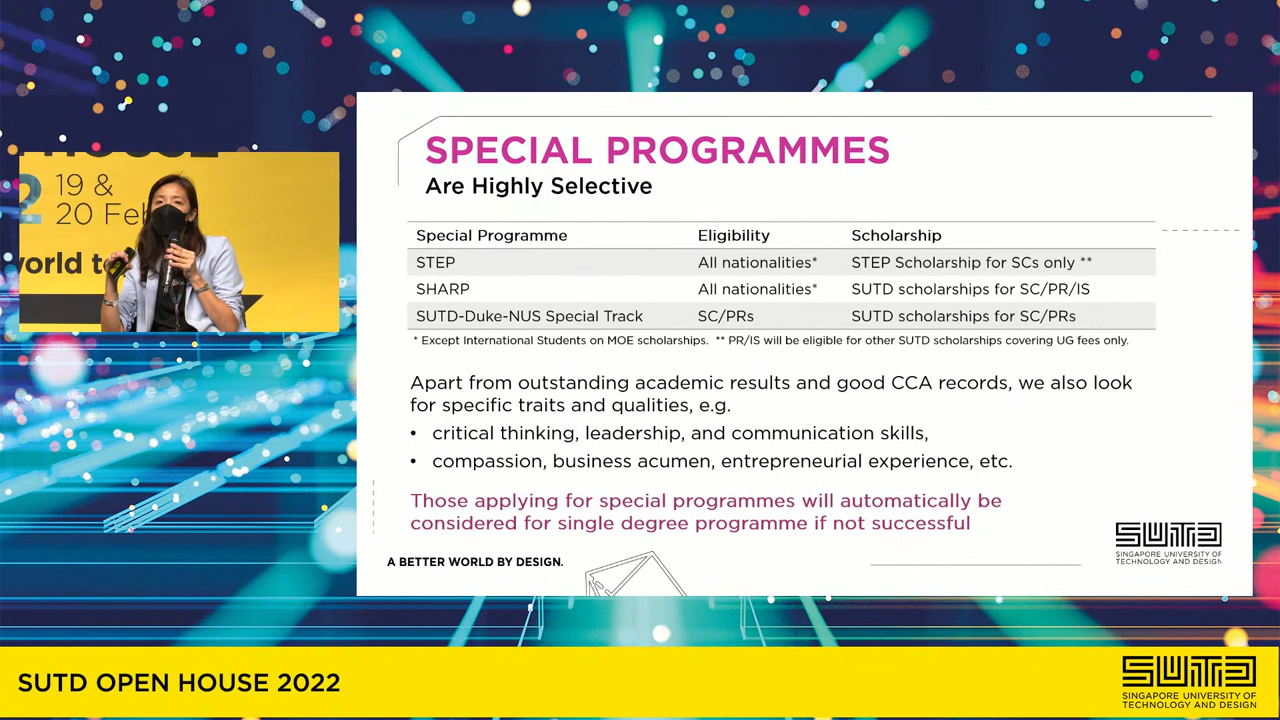 19 &
20 Feb
world to
SPECIAL PROGRAMMES
Are Highly Selective
Special Programme Eligibility Scholarship
STEP All nationalities* STEP Scholarship for SCs only **
SHARP All nationalities* SUTD scholarships for SC/PR/IS
SUTD-Duke-NUS Special Track SC/PRs SUTD scholarships for SC/PRs
* Except International Students on MOE scholarships. ** PR/IS will be eligible for other SUTD scholarships covering UG fees only.
Apart from outstanding academic results and good CCA records, we also look
for specific traits and qualities, e.g.
• critical thinking, leadership, and communication skills,
• compassion, business acumen, entrepreneurial experience, etc.
Those applying for special programmes will automatically be
considered for single degree programme if not successful
A BETTER WORLD BY DESIGN.
SUTD
SINGAPORE UNIVERSITY OF
TECHNOLOGY AND DESIGN
SUTD OPEN HOUSE 2022
SUTD
SINGAPORE UNIVERSITY OF
TECHNOLOGY AND DESIGN